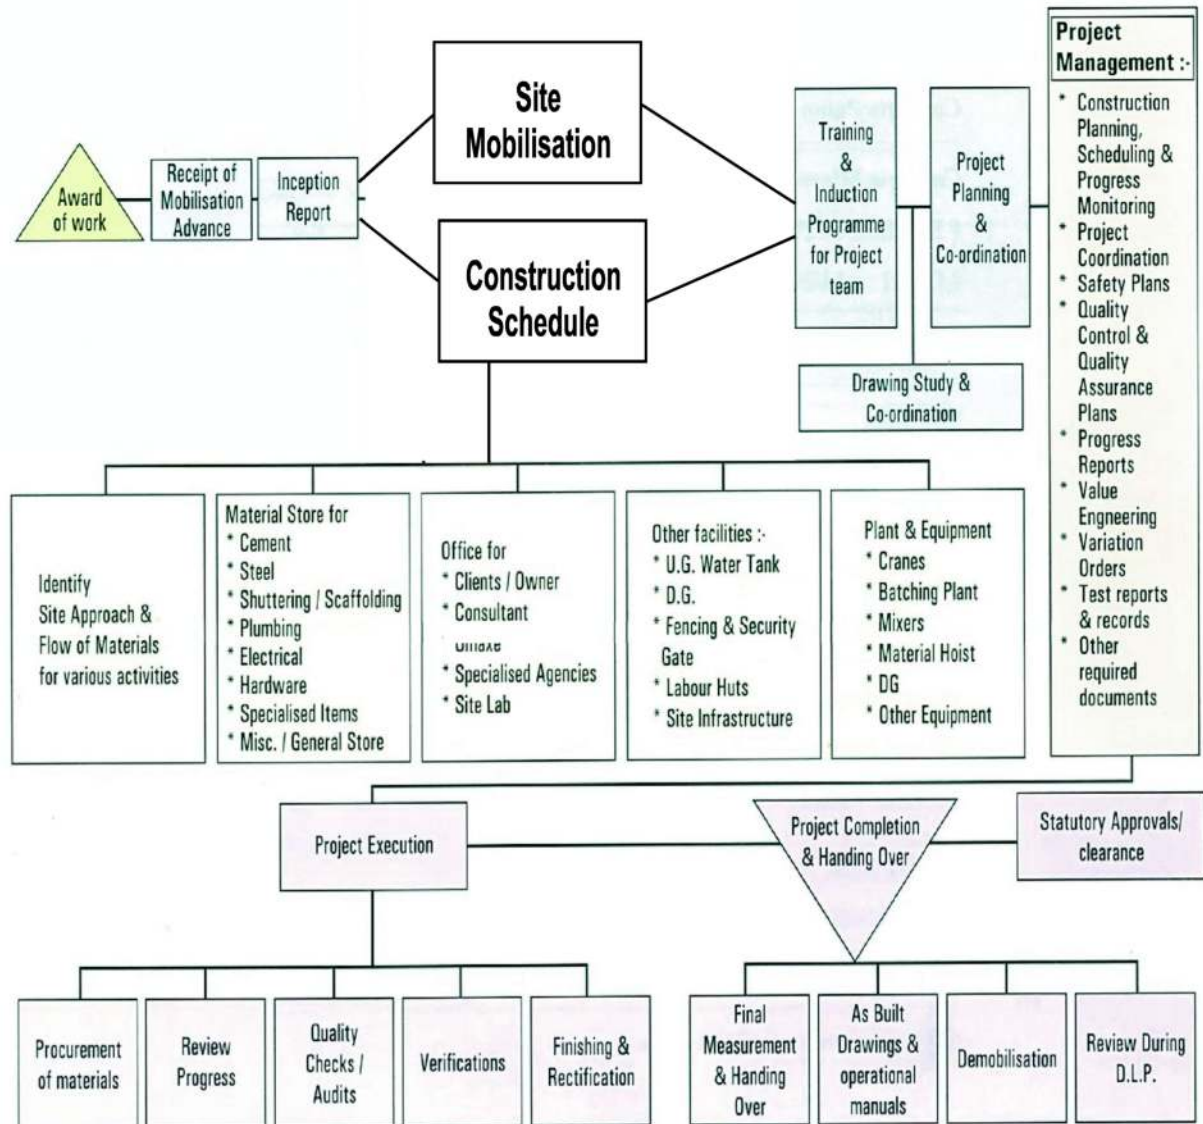 Award
of work
Receipt of
Mobilisation
Advance
Inception
Report
Site
Mobilisation
Construction
Schedule
Training
&
Induction
Programme
for Project
team
Project
Planning
&
Co-ordination
Drawing Study &
Co-ordination
Project
Management :-
* Construction
Planning,
Scheduling &
Progress
Monitoring
* Project
Coordination
* Safety Plans
* Quality
Control &
Quality
Assurance
Plans
* Progress
Reports
* Value
Engneering
* Variation
Orders
* Test reports
& records
* Other
required
documents
Identify
Site Approach &
Flow of Materials
for various activities
Material Store for
* Cement
* Steel
* Shuttering / Scaffolding
* Plumbing
* Electrical
* Hardware
* Specialised Items
* Misc. / General Store
Office for
* Clients / Owner
* Consultant
* Specialised Agencies
* Site Lab
Other facilities :-
* U.G. Water Tank
* D.G.
* Fencing & Security
Gate
* Labour Huts
* Site Infrastructure
Plant & Equipment
* Cranes
* Batching Plant
* Mixers
* Material Hoist
* DG
* Other Equipment
Project Execution
Project Completion
& Handing Over
Statutory Approvals/
clearance
Procurement
of materials
Review
Progress
Quality
Checks /
Audits
Verifications
Finishing &
Rectification
Final
Measurement
& Handing
Over
As Built
Drawings &
operational
manuals
Demobilisation
Review During
D.L.P.